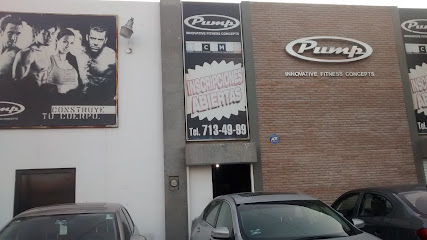 Pump
CONSTRUYE
TU CUERPO.
Pump
INNOVATIVE FITNESS CONCEPTS
INSCRIPCIONES
ABIERTAS
Tel. 713-49-89
Pump
INNOVATIVE FITNESS CONCEPTS
Pump